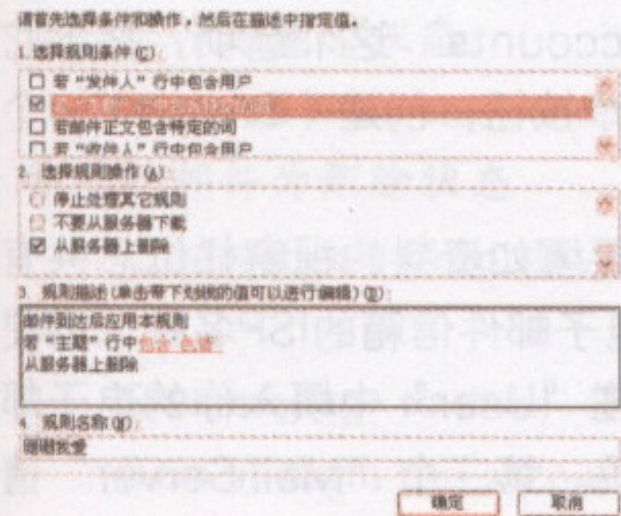 请首先选择条件和操作，然后在描述中指定值。
1.选择规则条件(C):
若“发件人”行中包含用户
若“主题”行中包含特定的词
若邮件正文包含特定的词
若“收件人”行中包含用户
2. 选择规则操作(A)
停止处理其它规则
不要从服务器下载
从服务器上删除
3. 规则描述(单击带下划线的值可以进行编辑)(D):
邮件到达后应用本规则
若“主题”行中包含“色情”
从服务器上删除
4. 规则名称(N):
我爱
确定
取消